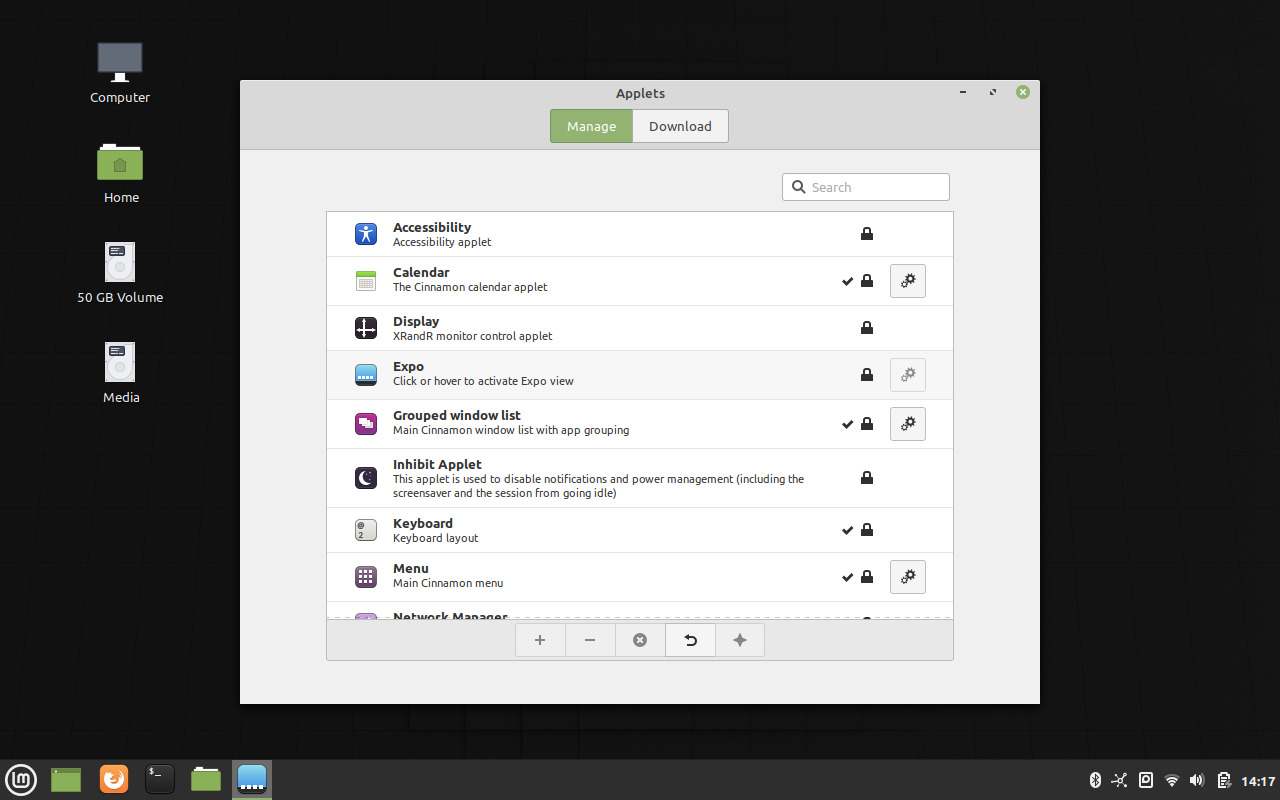 Computer
Home
50 GB Volume
Media
Applets
Manage
Download
Search
Accessibility
Accessibility applet
Calendar
The Cinnamon calendar applet
Display
XRandR monitor control applet
Expo
Click or hover to activate Expo view
Grouped window list
Main Cinnamon window list with app grouping
Inhibit Applet
This applet is used to disable notifications and power management (including the
screensaver and the session from going idle)
@
2
Keyboard
Keyboard layout
Menu
Main Cinnamon menu
Network Manager
$_
14:17